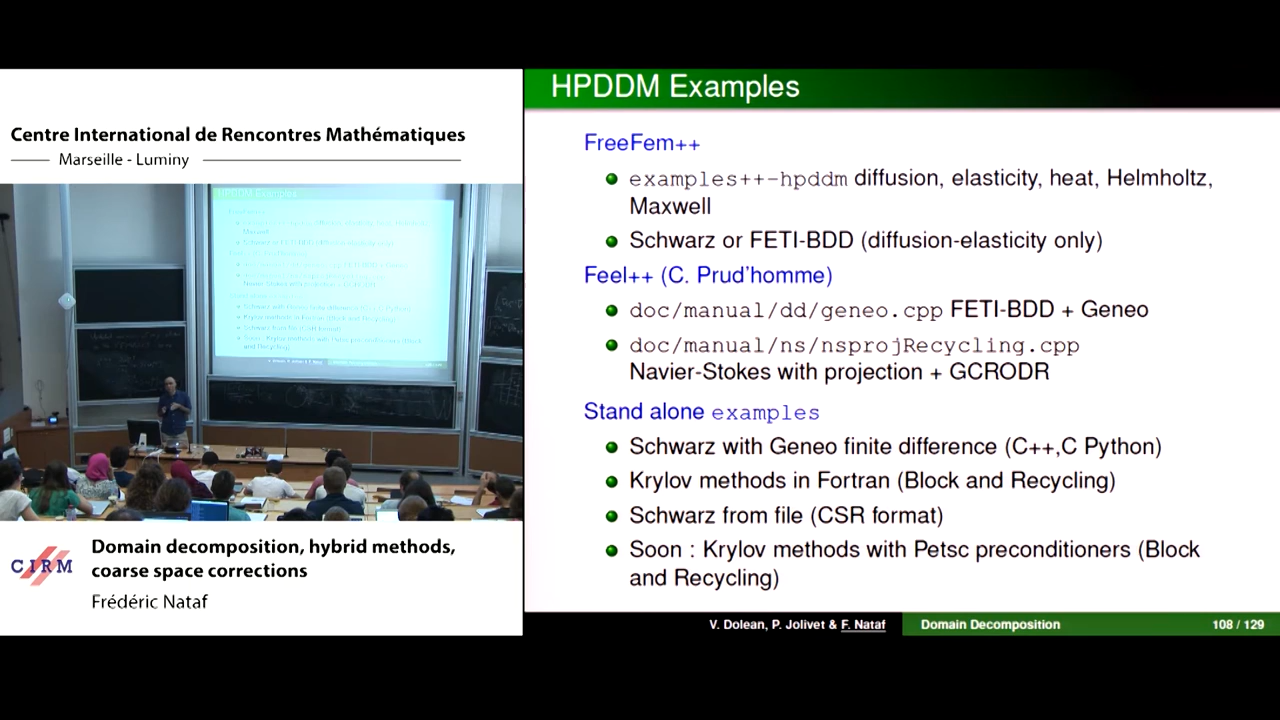 Centre International de Rencontres Mathématiques
Marseille - Luminy
CIRM
Domain decomposition, hybrid methods,
coarse space corrections
Frédéric Nataf
HPDDM Examples
FreeFem++
examples++-hpddm diffusion, elasticity, heat, Helmholtz,
Maxwell
Schwarz or FETI-BDD (diffusion-elasticity only)
Feel++ (C. Prud'homme)
doc/manual/dd/geneo.cpp FETI-BDD + Geneo
doc/manual/ns/nsprojRecycling.cpp
Navier-Stokes with projection + GCRODR
Stand alone examples
Schwarz with Geneo finite difference (C++,C Python)
Krylov methods in Fortran (Block and Recycling)
Schwarz from file (CSR format)
Soon : Krylov methods with Petsc preconditioners (Block
and Recycling)
V. Dolean, P. Jolivet & F. Nataf
Domain Decomposition
108 / 129